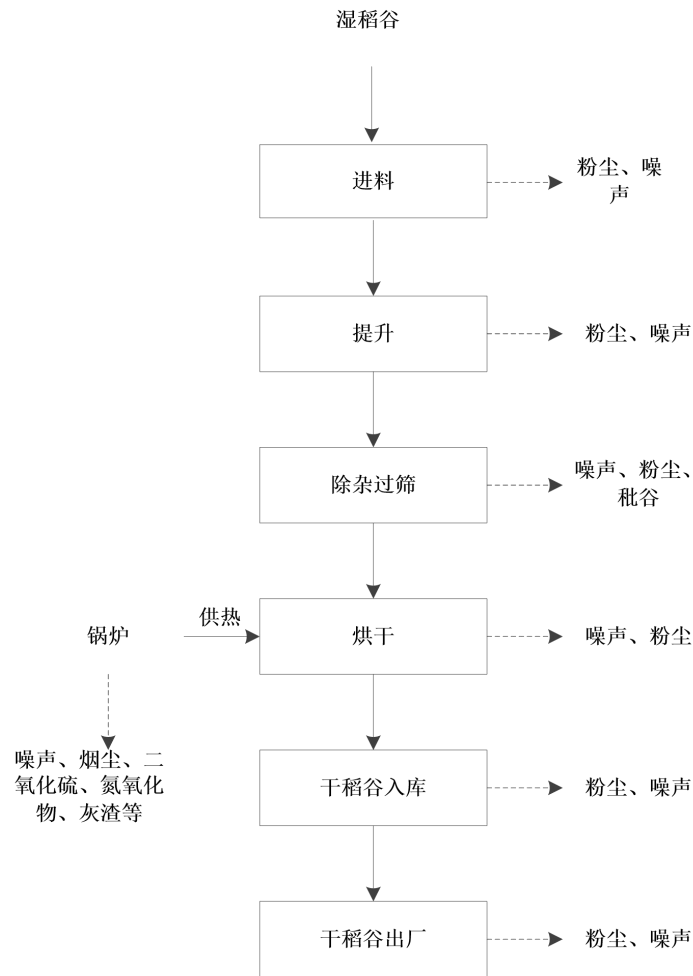 湿稻谷
进料
粉尘、噪
声
提升
粉尘、噪声
除杂过筛
噪声、粉尘、
秕谷
锅炉
供热
烘干
噪声、粉尘
噪声、烟尘、二
氧化硫、氮氧化
物、灰渣等
干稻谷入库
粉尘、噪声
干稻谷出厂
粉尘、噪声